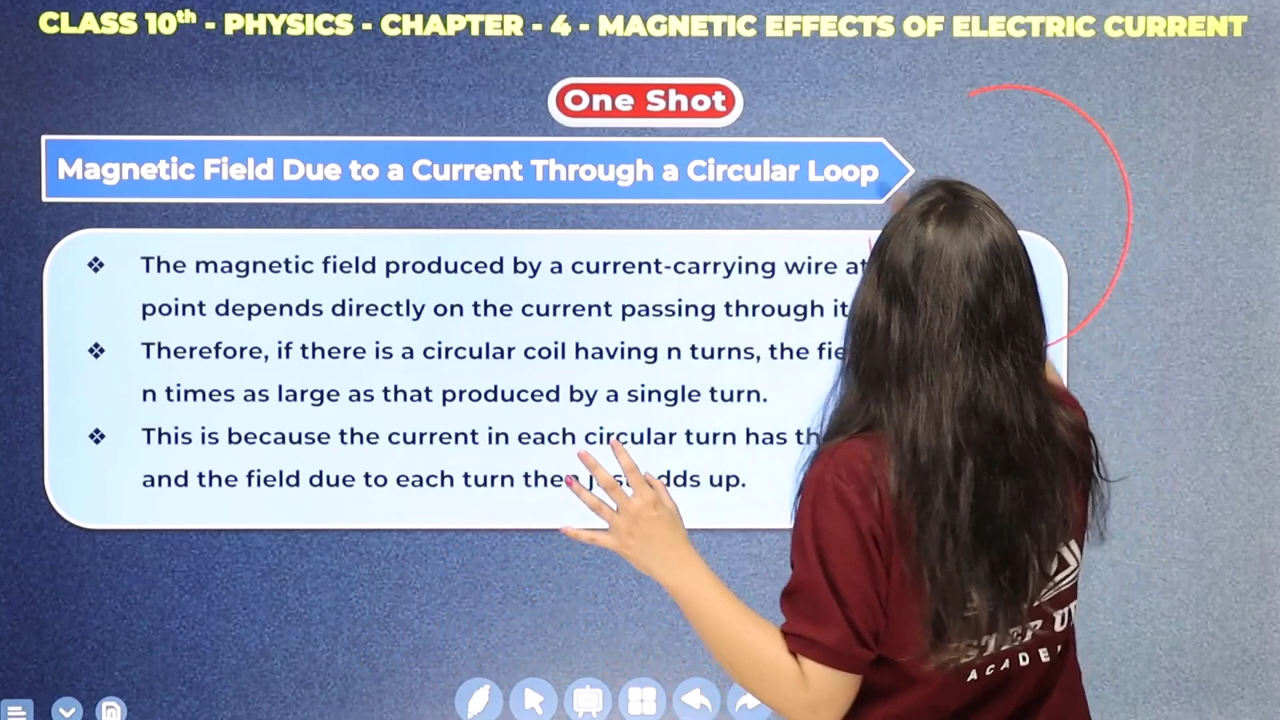 CLASS 10th - PHYSICS - CHAPTER - 4 - MAGNETIC EFFECTS OF ELECTRIC CURRENT
One Shot
Magnetic Field Due to a Current Through a Circular Loop
❖ The magnetic field produced by a current-carrying wire at
point depends directly on the current passing through it
❖ Therefore, if there is a circular coil having n turns, the
n times as large as that produced by a single turn.
❖ This is because the current in each circular turn has
and the field due to each turn then just adds up.
STEP UP
ACADE